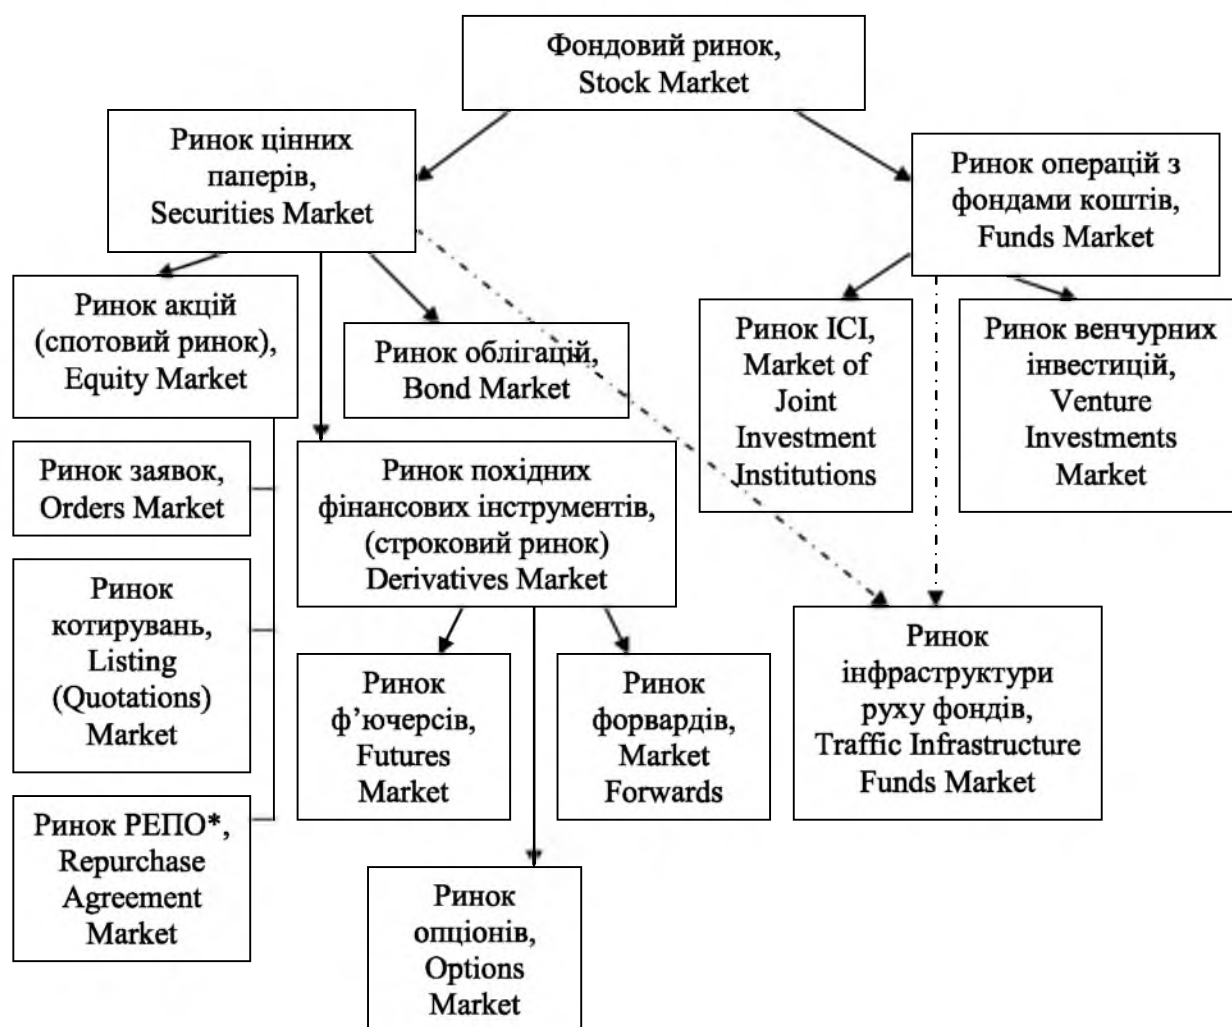 Фондовий ринок,
Stock Market
Ринок цінних
паперів,
Securities Market
Ринок операцій з
фондами коштів,
Funds Market
Ринок акцій
(спотовий ринок),
Equity Market
Ринок облігацій,
Bond Market
Ринок ІСІ,
Market of
Joint
Investment
Institutions
Ринок венчурних
інвестицій,
Venture
Investments
Market
Ринок заявок,
Orders Market
Ринок похідних
фінансових інструментів,
(строковий ринок)
Derivatives Market
Ринок
котирувань,
Listing
(Quotations)
Market
Ринок
ф’ючерсів,
Futures
Market
Ринок
форвардів,
Market
Forwards
Ринок
інфраструктури
руху фондів,
Traffic Infrastructure
Funds Market
Ринок РЕПО*,
Repurchase
Agreement
Market
Ринок
опціонів,
Options
Market